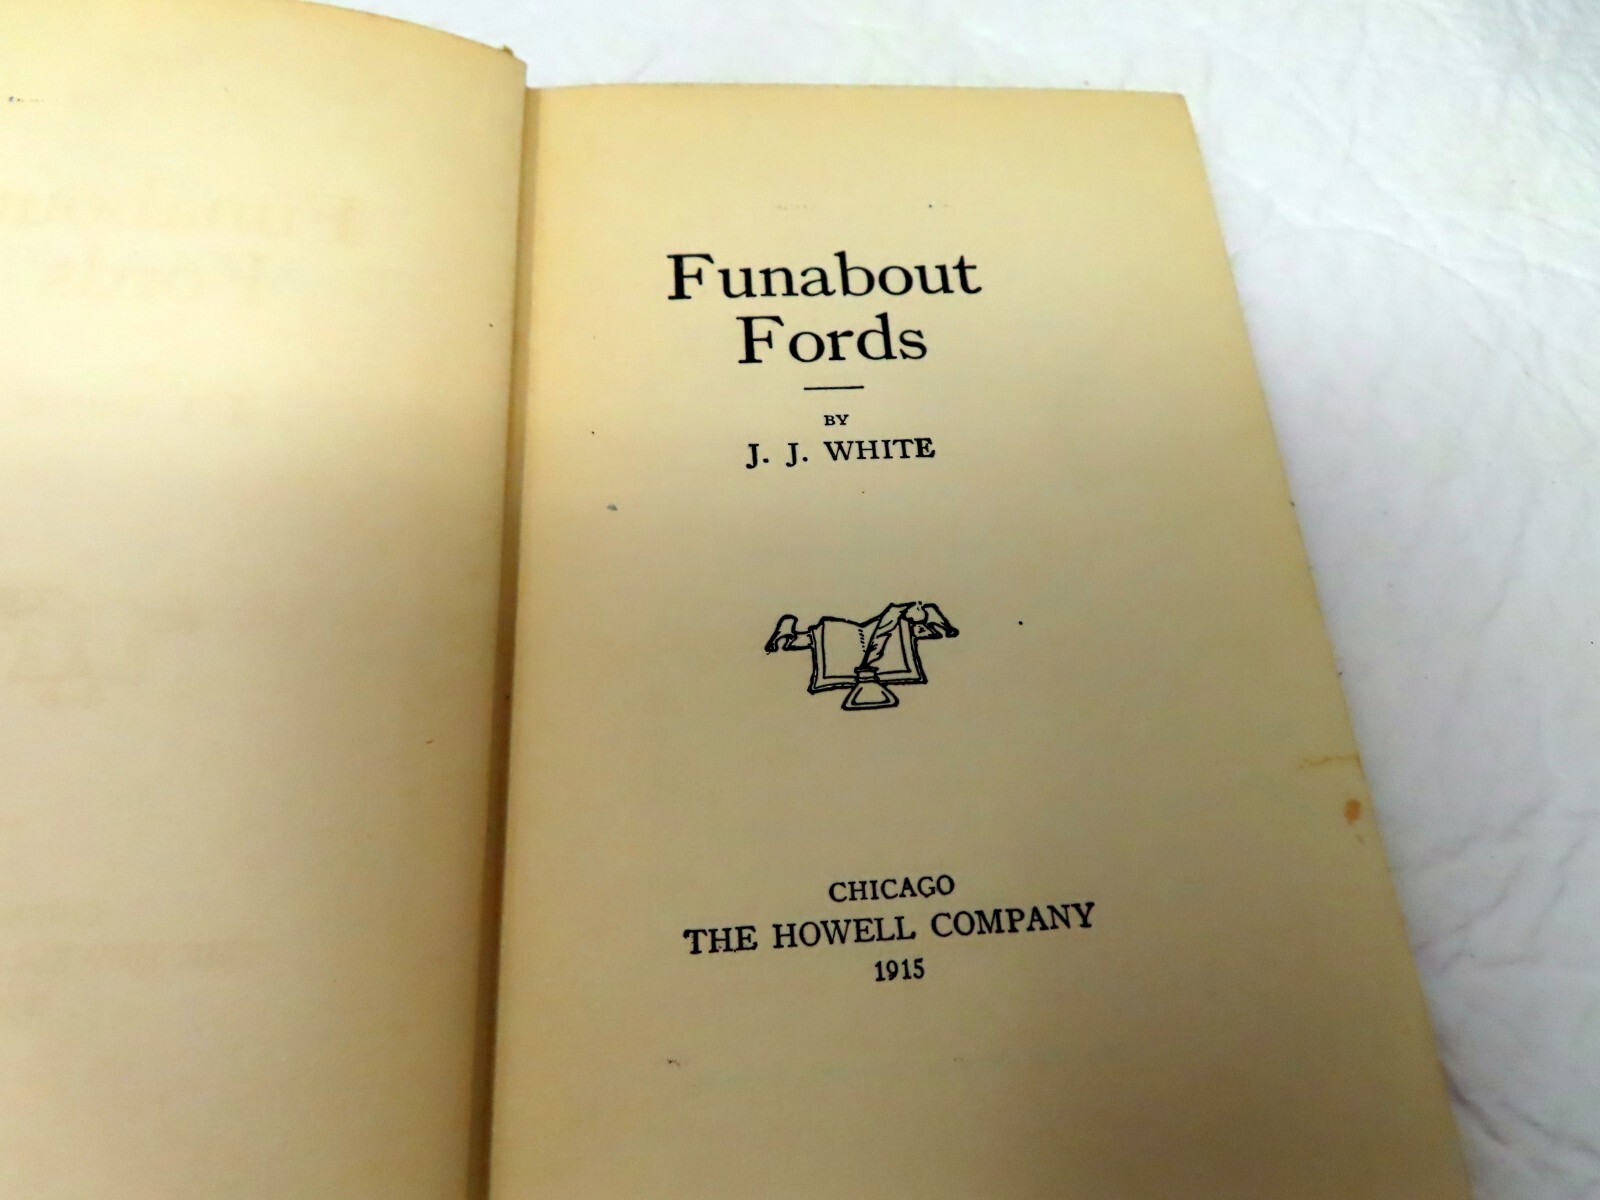 Funabout
Fords
BY
J. J. WHITE
CHICAGO
THE HOWELL COMPANY
1915